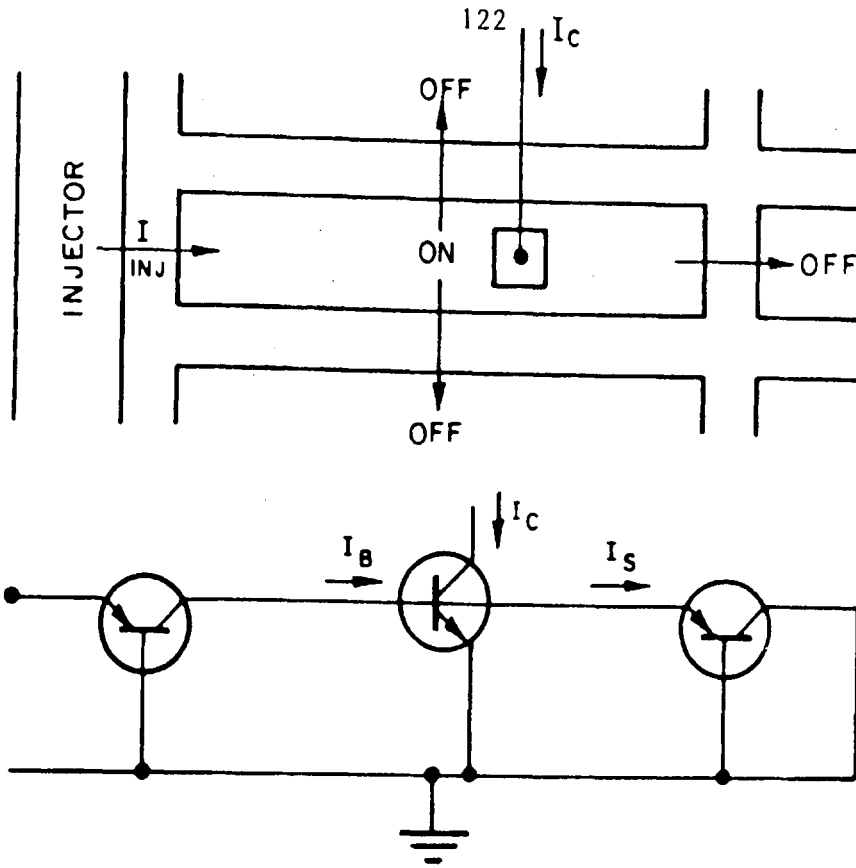 122
I_C
OFF
INJECTOR
I INJ
ON
OFF
OFF
I_B
I_C
I_S